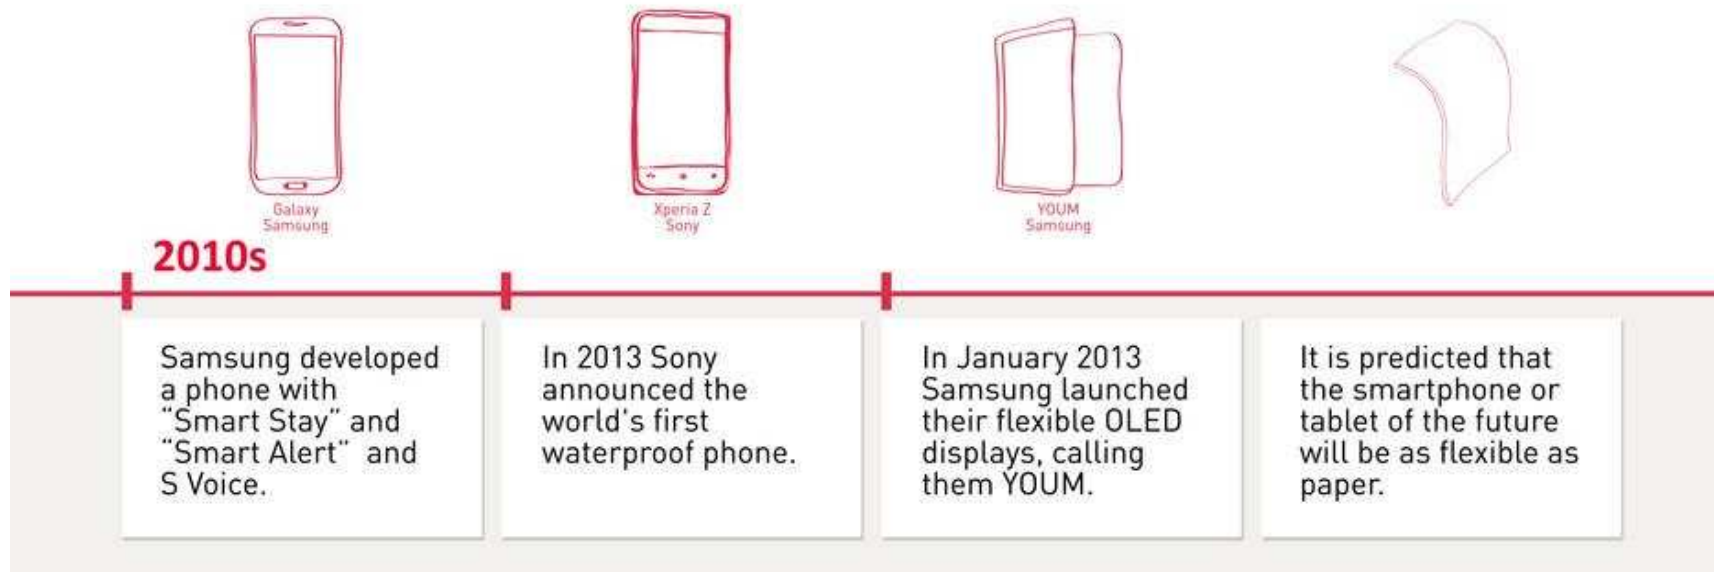 Galaxy
Samsung
Xperia Z
Sony
YOUM
Samsung
2010s
Samsung developed
a phone with
“Smart Stay” and
“Smart Alert” and
S Voice.
In 2013 Sony
announced the
world's first
waterproof phone.
In January 2013
Samsung launched
their flexible OLED
displays, calling
them YOUM.
It is predicted that
the smartphone or
tablet of the future
will be as flexible as
paper.